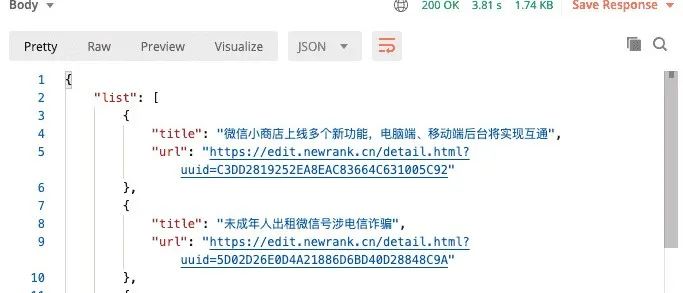 Body
200 OK 3.81 s 1.74 KB Save Response
Pretty Raw Preview Visualize JSON
1 {
2 "list": [
3 {
4 "title": "微信小商店上线多个新功能，电脑端、移动端后台将实现互通",
5 "url": "https://edit.newrank.cn/detail.html?
uuid=C3DD2819252EA8EAC83664C631005C92"
6 },
7 {
8 "title": "未成年人出租微信号涉电信诈骗",
9 "url": "https://edit.newrank.cn/detail.html?
uuid=5D02D26E0D4A21886D6BD40D28848C9A"
10 },